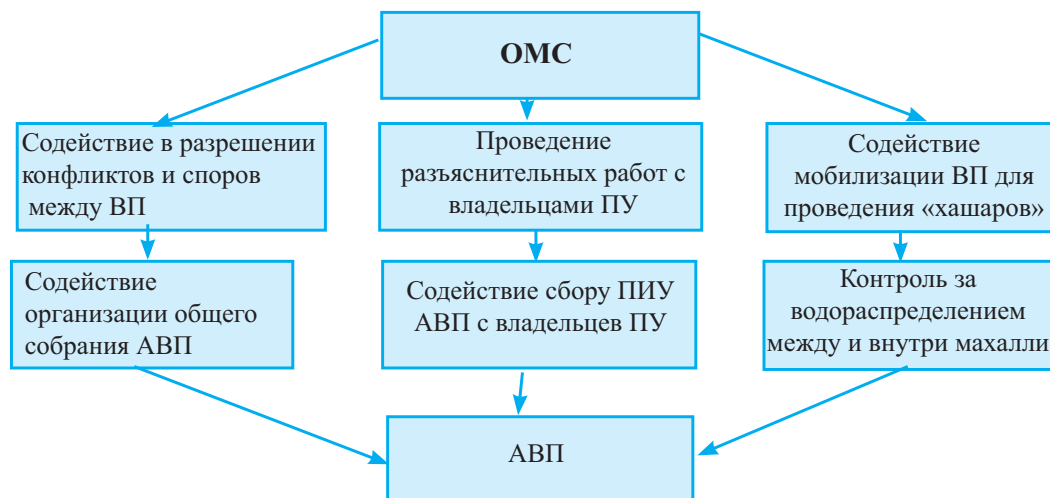 ОМС
Содействие в разрешении
конфликтов и споров
между ВП
Проведение
разъяснительных работ с
владельцами ПУ
Содействие
мобилизации ВП для
проведения «хашаров»
Содействие
организации общего
собрания АВП
Содействие сбору ПИУ
АВП с владельцев ПУ
Контроль за
водораспределением
между и внутри махалли
АВП